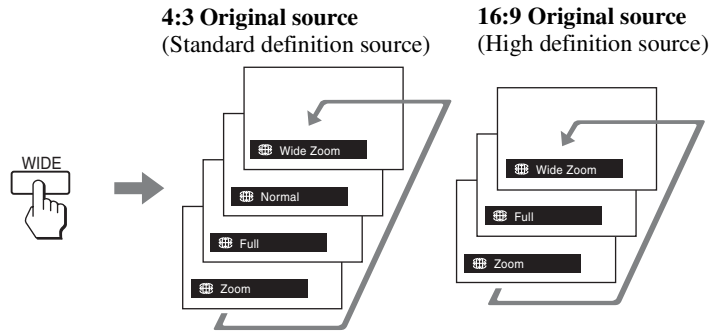 4:3 Original source
(Standard definition source)
16:9 Original source
(High definition source)
WIDE
Wide Zoom
Normal
Full
Zoom
Wide Zoom
Full
Zoom